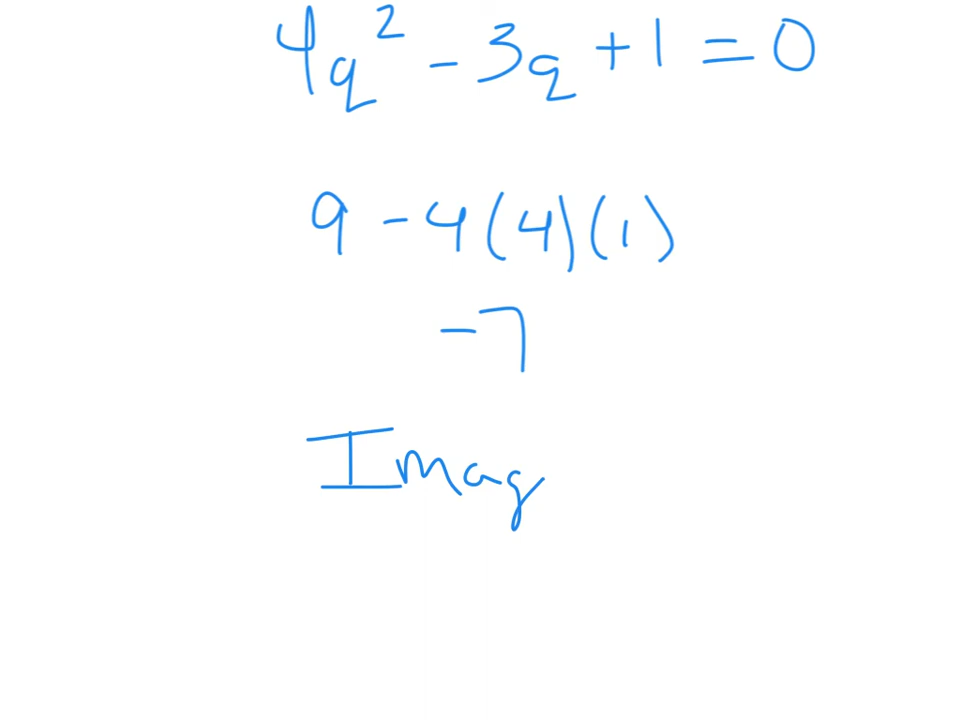 4q² - 3q + 1 = 0
9 - 4(4)(1)
-7
Imag